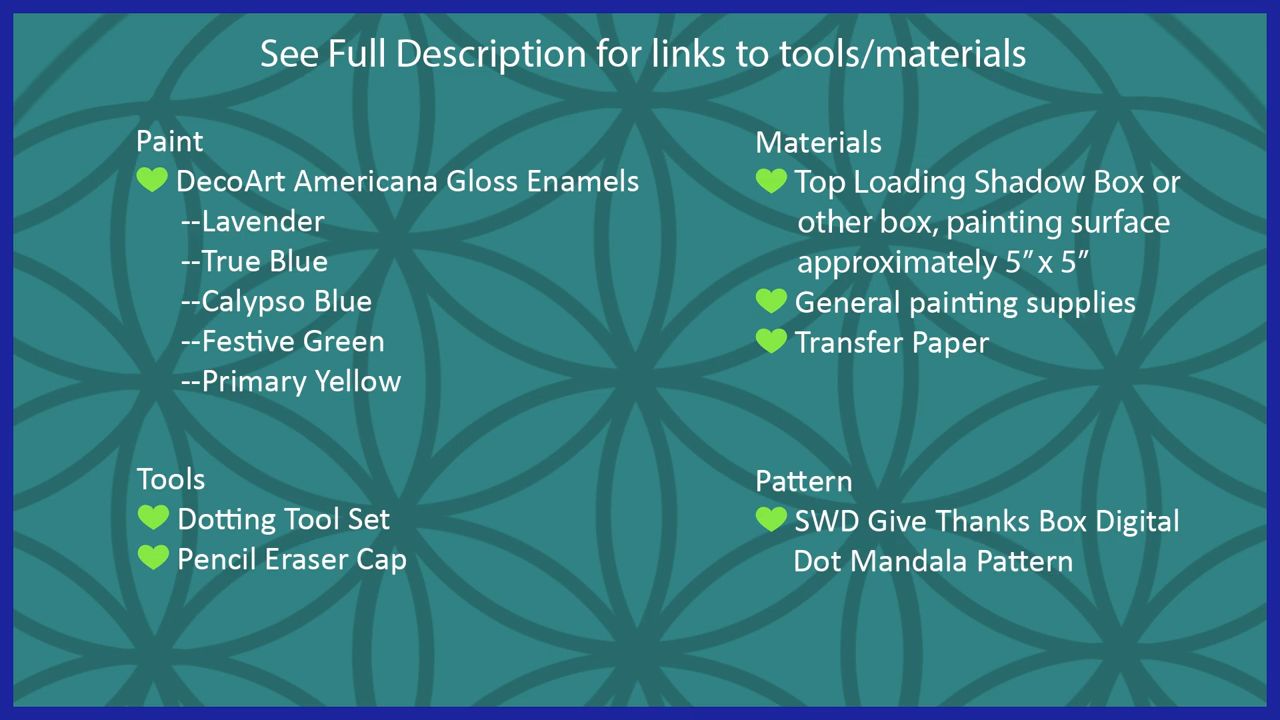 See Full Description for links to tools/materials
Paint
DecoArt Americana Gloss Enamels
--Lavender
--True Blue
--Calypso Blue
--Festive Green
--Primary Yellow
Materials
Top Loading Shadow Box or
other box, painting surface
approximately 5” x 5”
General painting supplies
Transfer Paper
Tools
Dotting Tool Set
Pencil Eraser Cap
Pattern
SWD Give Thanks Box Digital
Dot Mandala Pattern